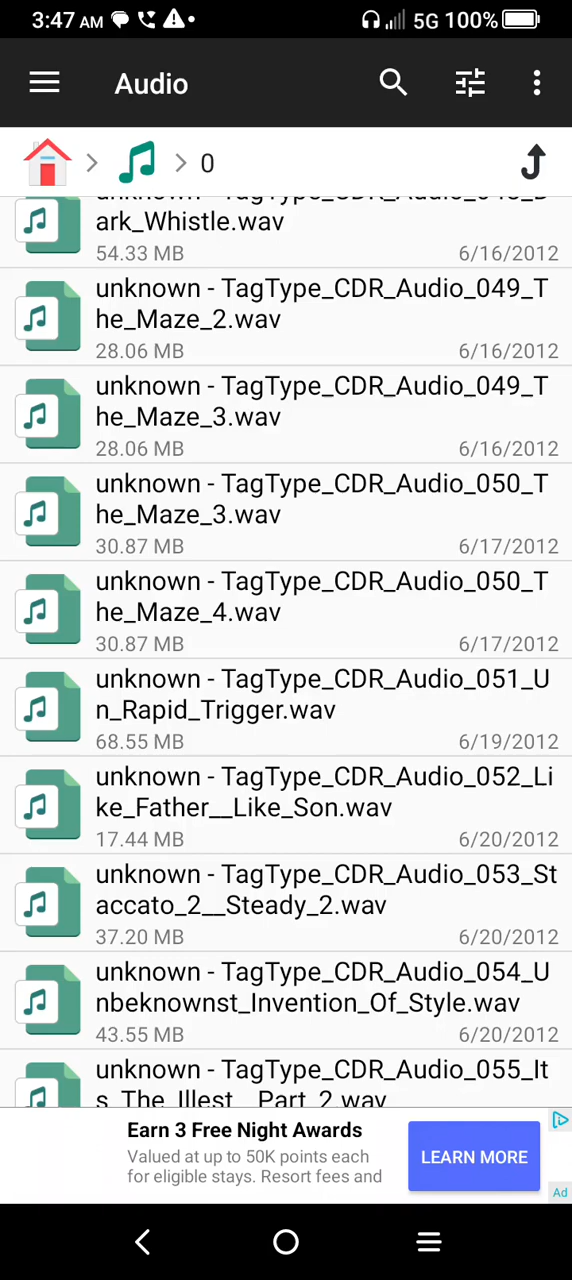 3:47 AM
5G 100%
Audio
0
ark_Whistle.wav
54.33 MB 6/16/2012
unknown - TagType_CDR_Audio_049_T
he_Maze_2.wav
28.06 MB 6/16/2012
unknown - TagType_CDR_Audio_049_T
he_Maze_3.wav
28.06 MB 6/16/2012
unknown - TagType_CDR_Audio_050_T
he_Maze_3.wav
30.87 MB 6/17/2012
unknown - TagType_CDR_Audio_050_T
he_Maze_4.wav
30.87 MB 6/17/2012
unknown - TagType_CDR_Audio_051_U
n_Rapid_Trigger.wav
68.55 MB 6/19/2012
unknown - TagType_CDR_Audio_052_Li
ke_Father__Like_Son.wav
17.44 MB 6/20/2012
unknown - TagType_CDR_Audio_053_St
accato_2__Steady_2.wav
37.20 MB 6/20/2012
unknown - TagType_CDR_Audio_054_U
nbeknownst_Invention_Of_Style.wav
43.55 MB 6/20/2012
unknown - TagType_CDR_Audio_055_It
s_The_Illest__Part_2.wav
Earn 3 Free Night Awards
Valued at up to 50K points each
for eligible stays. Resort fees and
LEARN MORE
Ad